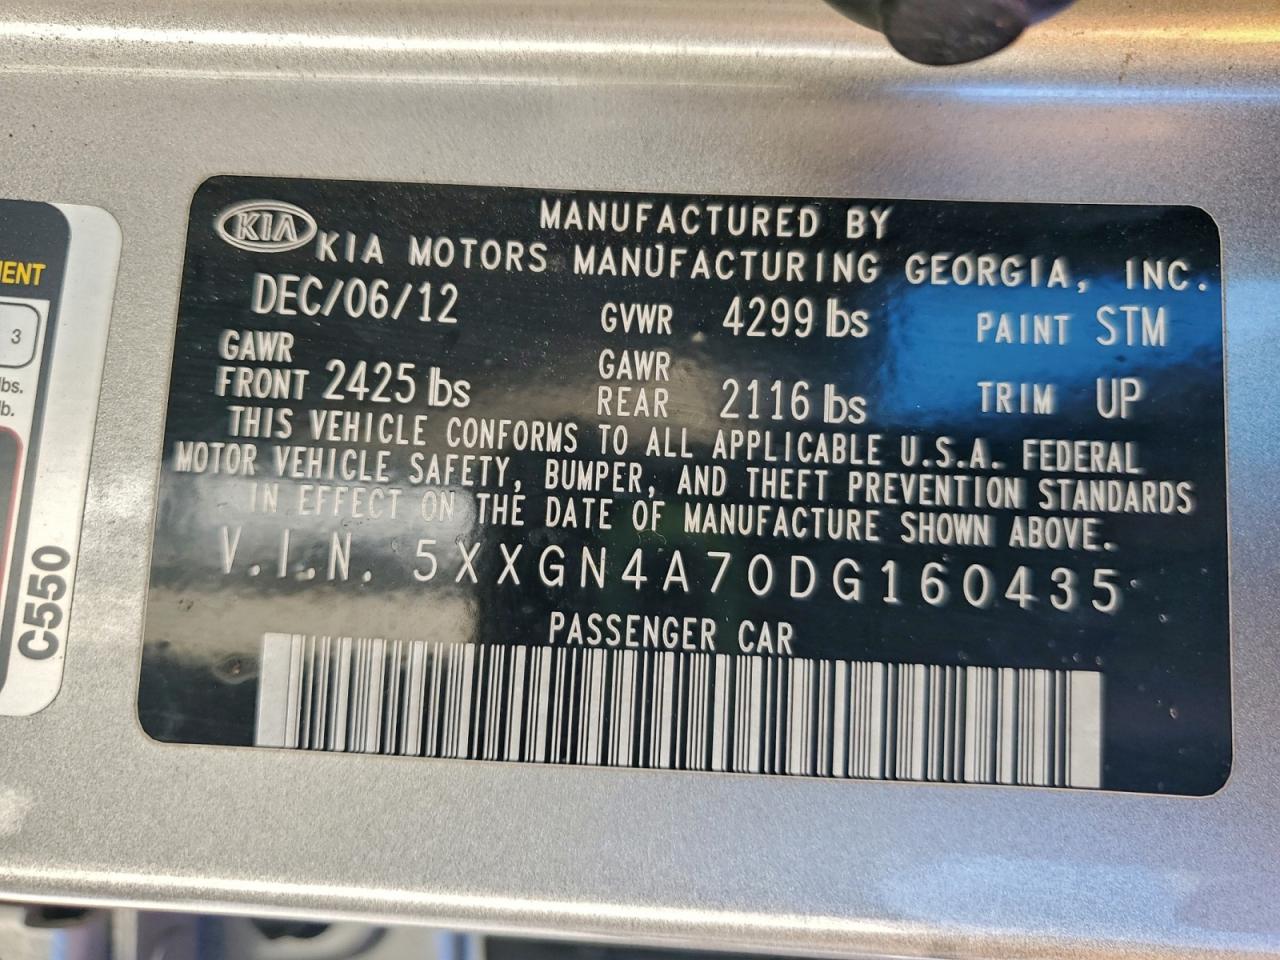 KIA
MANUFACTURED BY
KIA MOTORS MANUFACTURING GEORGIA, INC.
DEC/06/12 GVWR 4299 lbs PAINT STM
GAWR FRONT 2425 lbs GAWR REAR 2116 lbs TRIM UP
THIS VEHICLE CONFORMS TO ALL APPLICABLE U.S.A. FEDERAL
MOTOR VEHICLE SAFETY, BUMPER, AND THEFT PREVENTION STANDARDS
IN EFFECT ON THE DATE OF MANUFACTURE SHOWN ABOVE.
V.I.N. 5XXGN4A70DG160435
PASSENGER CAR
3
lbs.
lb.
C550